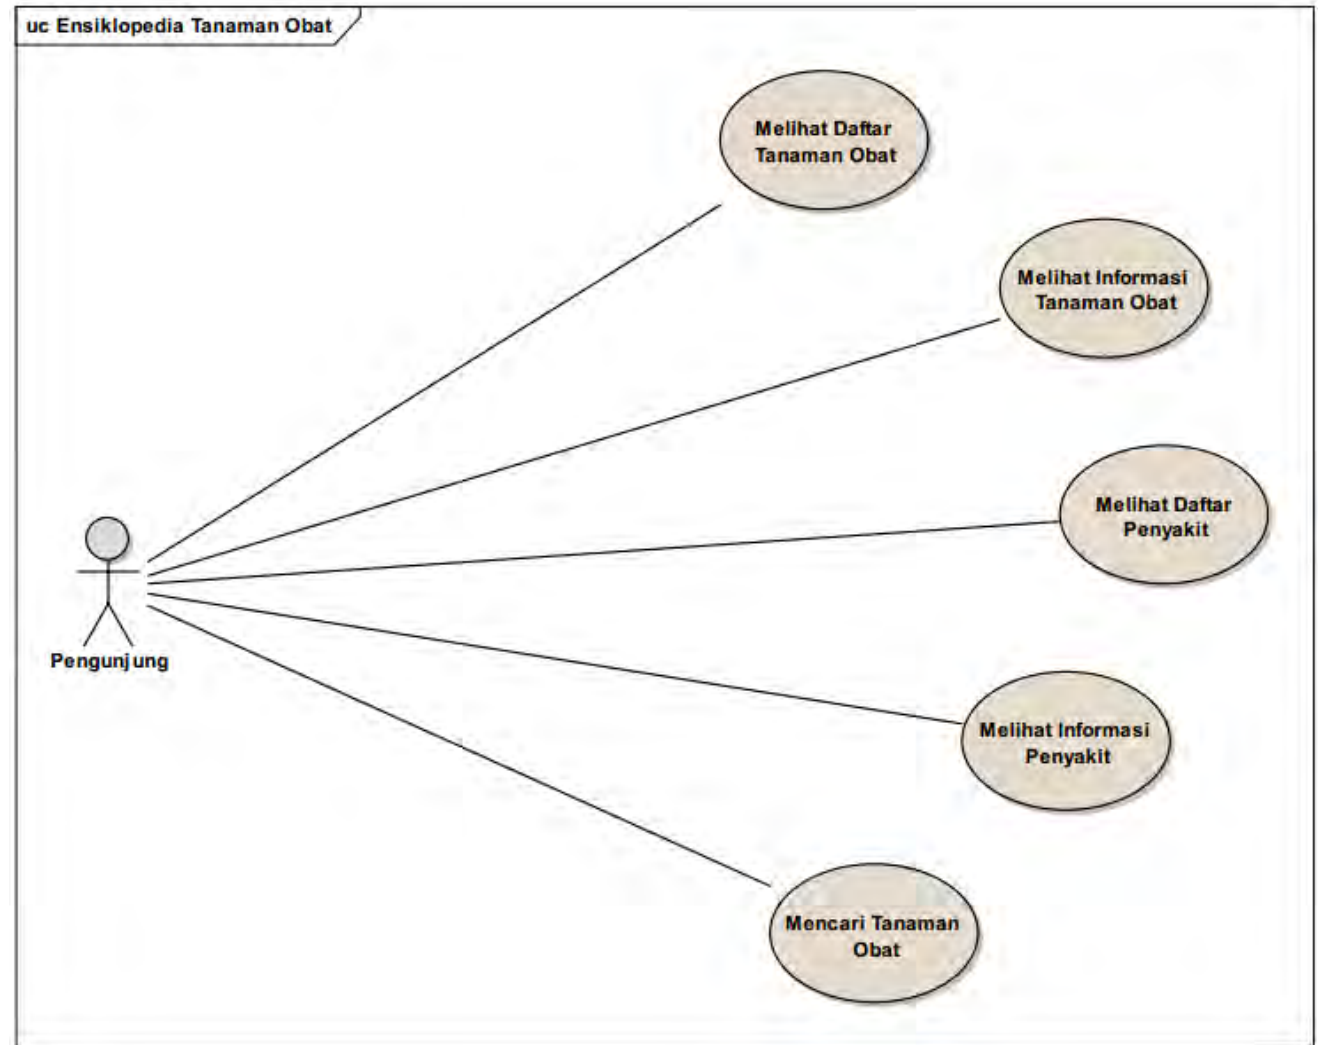 uc Ensiklopedia Tanaman Obat
Melihat Daftar
Tanaman Obat
Melihat Informasi
Tanaman Obat
Melihat Daftar
Penyakit
Pengunjung
Melihat Informasi
Penyakit
Mencari Tanaman
Obat